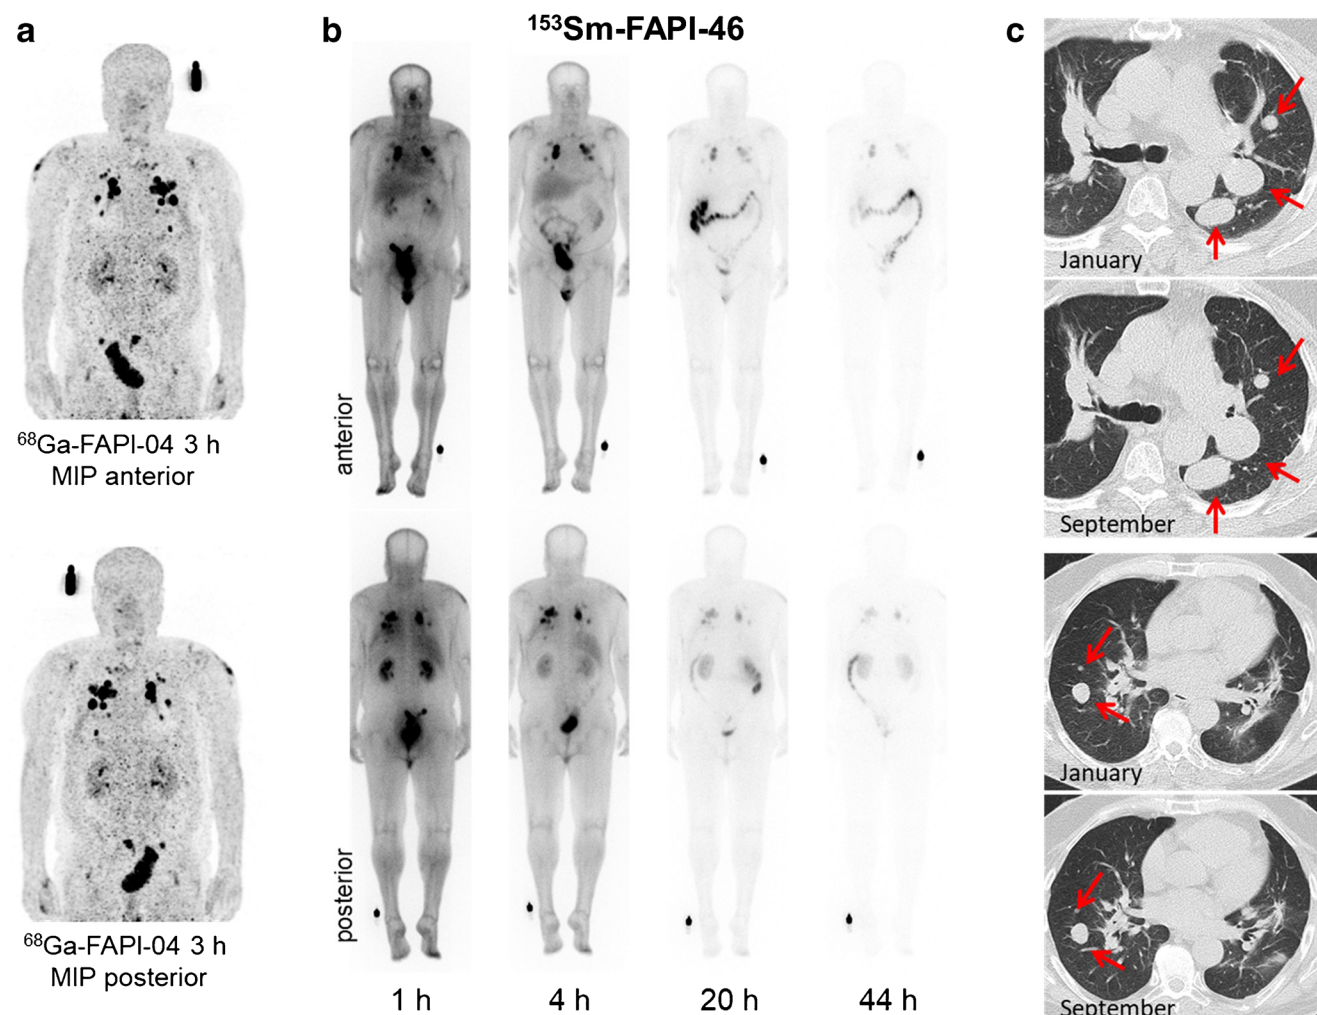 a
b
¹⁵³Sm-FAPI-46
c
⁶⁸Ga-FAPI-04 3 h
MIP anterior
⁶⁸Ga-FAPI-04 3 h
MIP posterior
anterior
posterior
1 h
4 h
20 h
44 h
January
September
January
September